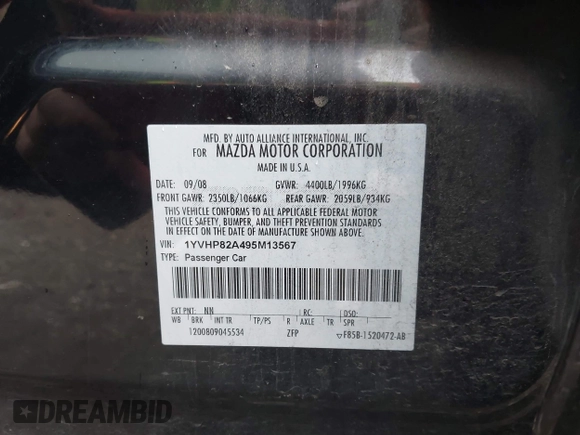 MFD. BY AUTO ALLIANCE INTERNATIONAL, INC.
FOR MAZDA MOTOR CORPORATION
MADE IN U.S.A.
DATE: 09/08 GVWR: 4400LB/1996KG
FRONT GAWR: 2350LB/1066KG REAR GAWR: 2059LB/934KG
THIS VEHICLE CONFORMS TO ALL APPLICABLE FEDERAL MOTOR
VEHICLE SAFETY, BUMPER, AND THEFT PREVENTION STANDARDS
IN EFFECT ON THE DATE OF MANUFACTURE SHOWN ABOVE.
VIN: 1YVHP82A495M13567
TYPE: Passenger Car
EXT PNT: NN RC: DSO:
WB BRK INT TR TP/PS R AXLE TR SPR
1200809045534 ZFP ▽F85B-1520472-AB
DREAMBID